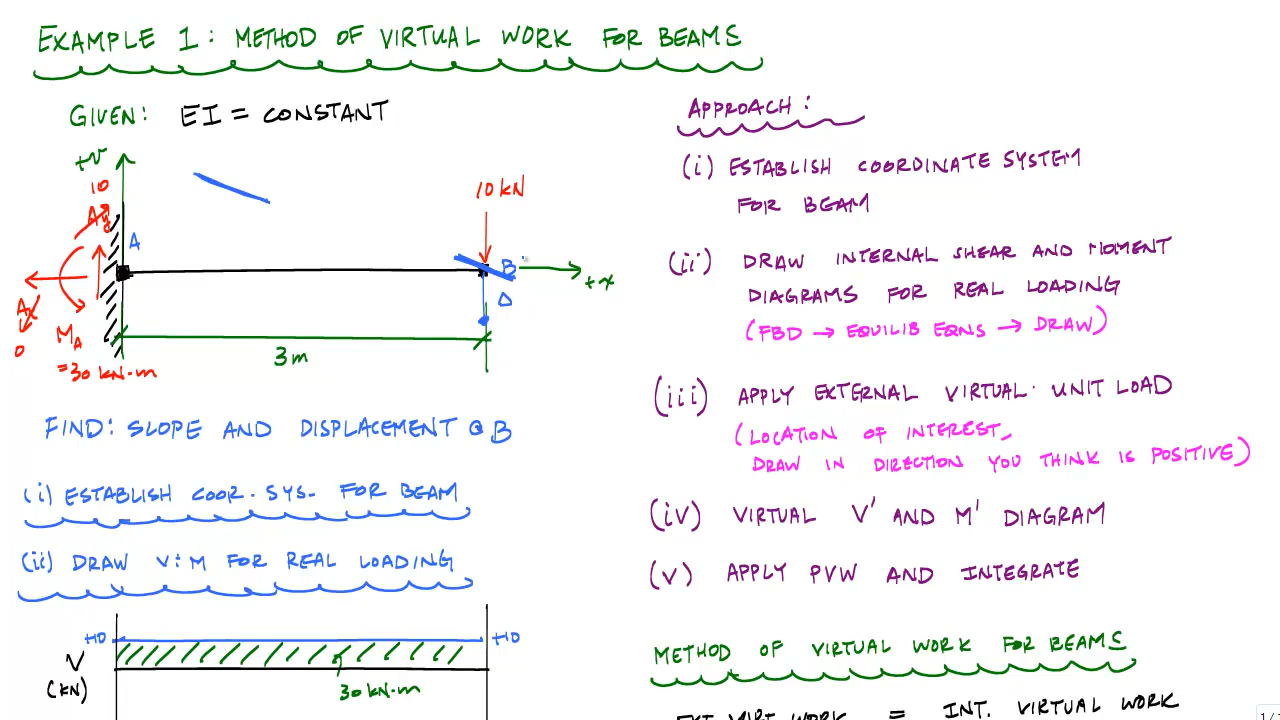 EXAMPLE 1: METHOD OF VIRTUAL WORK FOR BEAMS
GIVEN: EI = CONSTANT
+V
10
Ay
A
10 kN
B
Δ
+x
Ax
0
MA
=30 kN·m
3m
FIND: SLOPE AND DISPLACEMENT @ B
(i) ESTABLISH COOR. SYS. FOR BEAM
(ii) DRAW V & M FOR REAL LOADING
+10
+10
V
(KN)
30 kN·m
APPROACH:
(i) ESTABLISH COORDINATE SYSTEM
FOR BEAM
(ii) DRAW INTERNAL SHEAR AND MOMENT
DIAGRAMS FOR REAL LOADING
(FBD → EQUILIB EQNS → DRAW)
(iii) APPLY EXTERNAL VIRTUAL UNIT LOAD
(LOCATION OF INTEREST,
DRAW IN DIRECTION YOU THINK IS POSITIVE)
(iv) VIRTUAL V' AND M' DIAGRAM
(v) APPLY PVW AND INTEGRATE
METHOD OF VIRTUAL WORK FOR BEAMS
EXT. VIRT WORK = INT. VIRTUAL WORK